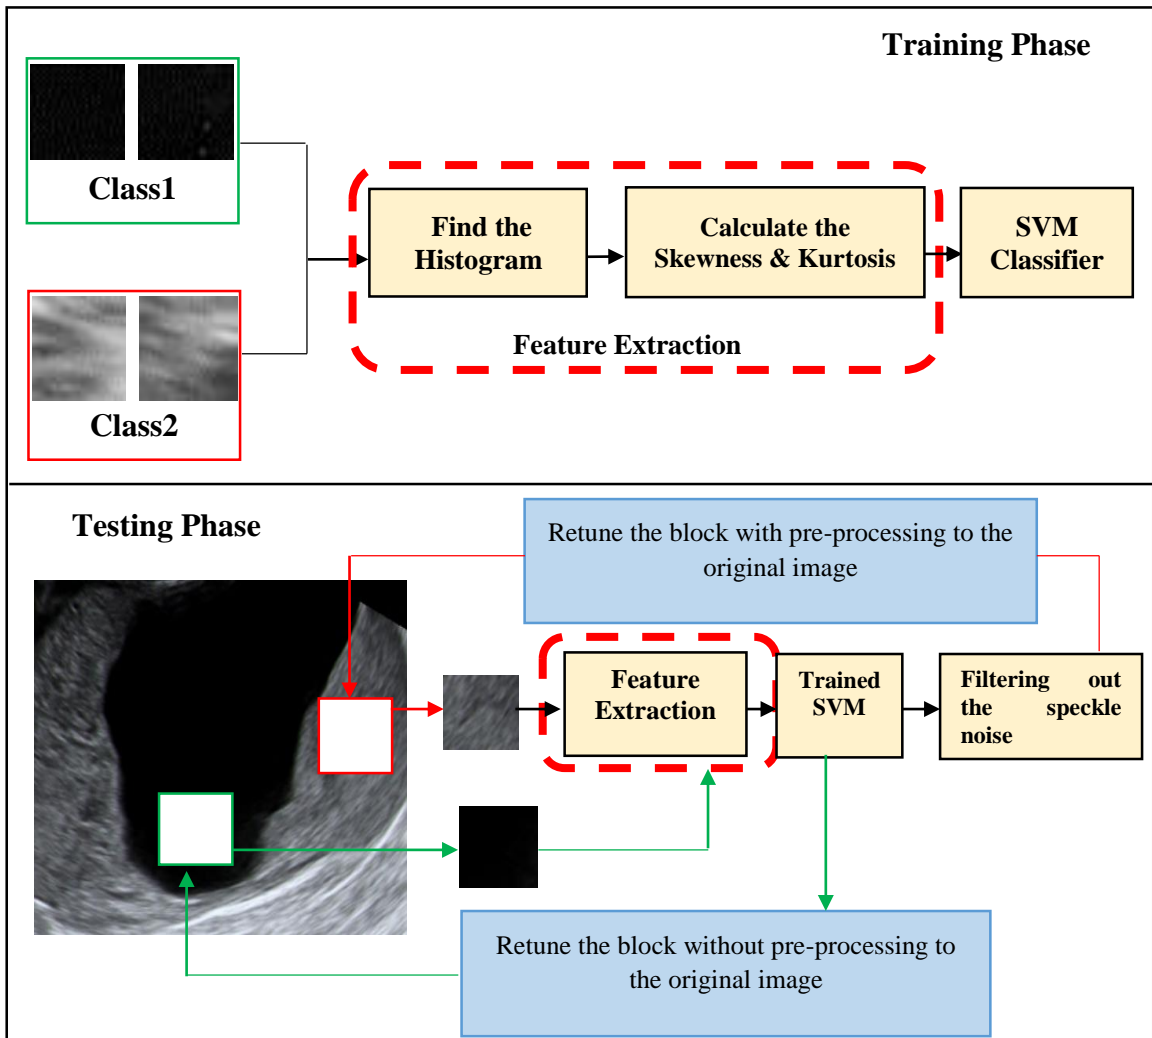 Training Phase
Class1
Find the
Histogram
Calculate the
Skewness & Kurtosis
SVM
Classifier
Feature Extraction
Class2
Testing Phase
Retune the block with pre-processing to the
original image
Feature
Extraction
Trained
SVM
Filtering out
the speckle
noise
Retune the block without pre-processing to
the original image